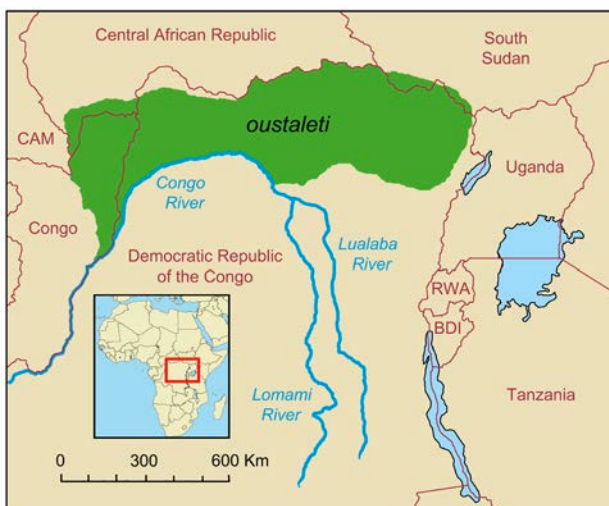 Central African Republic
South
Sudan
oustaleti
CAM
Uganda
Congo
River
Congo
Lualaba
River
Democratic Republic
of the Congo
RWA
BDI
Lomami
River
Tanzania
0 300 600 Km